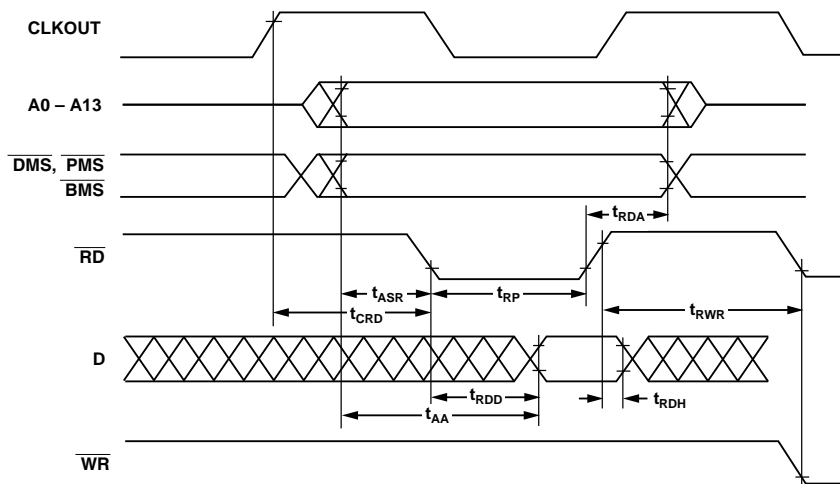 CLKOUT
A0 – A13
DMS, PMS
BMS
tRDA
RD
tASR
tRP
tCRD
tRWR
D
tRDD
tRDH
tAA
WR